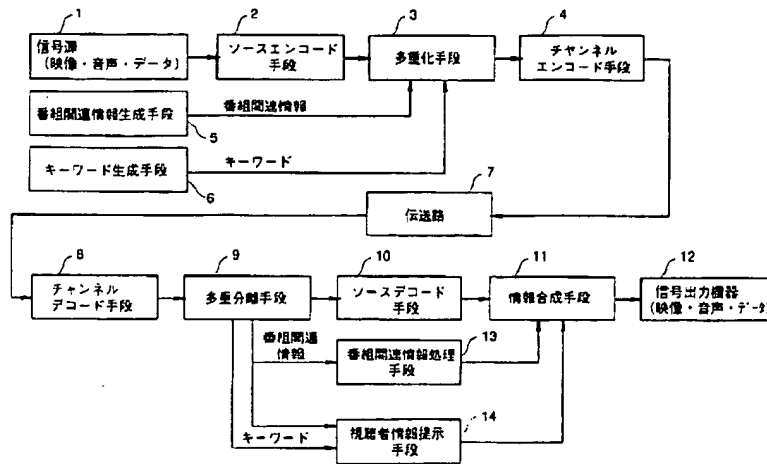 1
2
3
4
信号源
(映像・音声・データ)
ソースエンコード
手段
多重化手段
チャンネル
エンコード手段
番組関連情報生成手段
番組関連情報
5
キーワード生成手段
キーワード
6
7
伝送路
8
9
10
11
12
チャンネル
デコード手段
多重分離手段
ソースデコード
手段
情報合成手段
信号出力機器
(映像・音声・データ)
番組関連
情報
番組関連情報処理
手段
13
キーワード
視聴者情報提示
手段
14